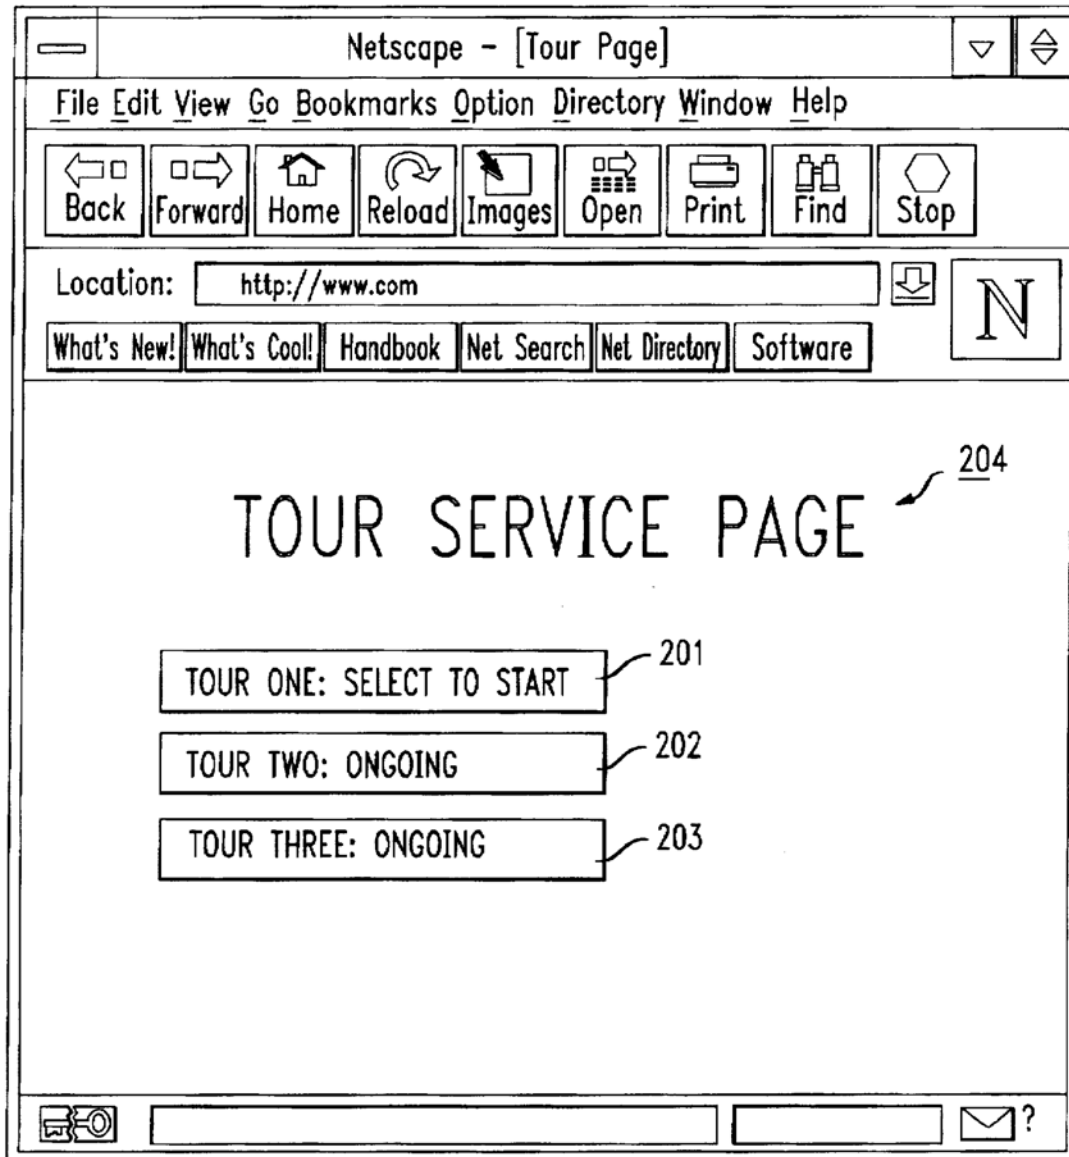 Netscape - [Tour Page]
File Edit View Go Bookmarks Option Directory Window Help
Back Forward Home Reload Images Open Print Find Stop
Location: http://www.com
N
What's New! What's Cool! Handbook Net Search Net Directory Software
204
TOUR SERVICE PAGE
201
TOUR ONE: SELECT TO START
202
TOUR TWO: ONGOING
203
TOUR THREE: ONGOING
?